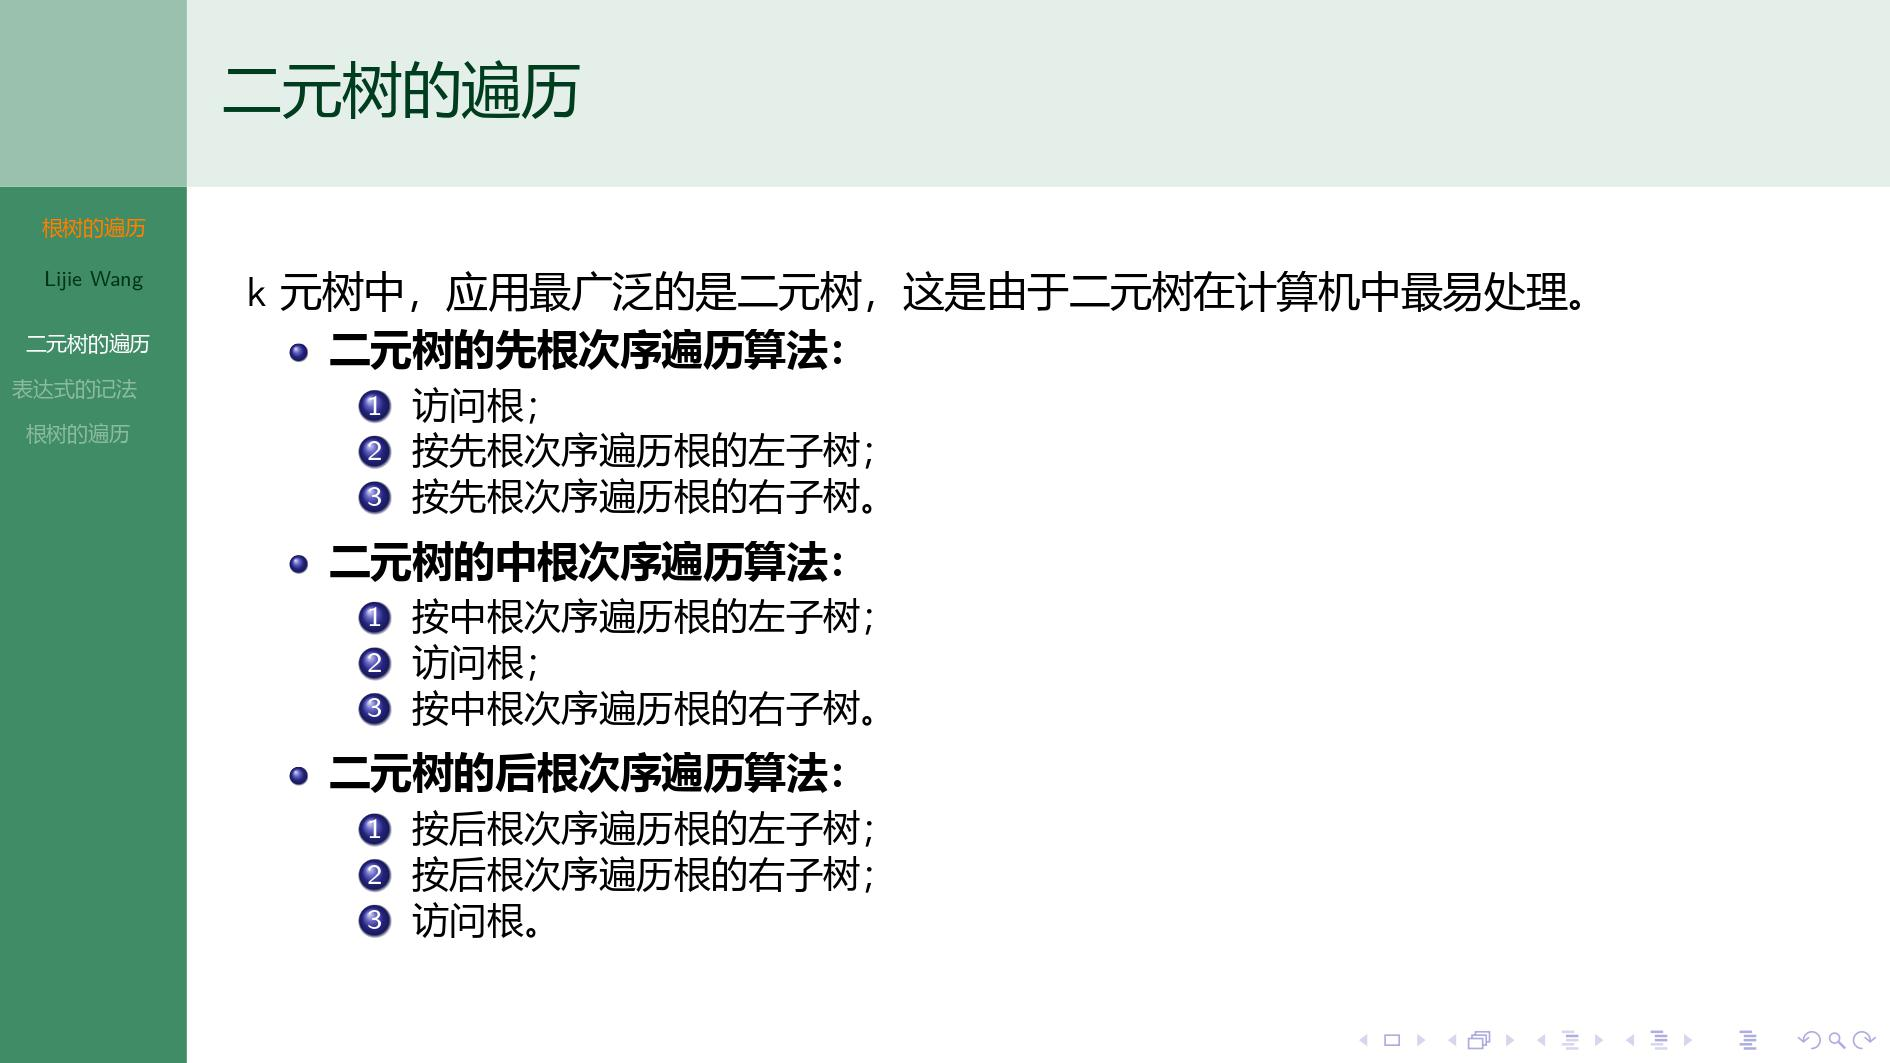 二元树的遍历
根树的遍历
Lijie Wang
二元树的遍历
表达式的记法
根树的遍历
k 元树中，应用最广泛的是二元树，这是由于二元树在计算机中最易处理。
二元树的先根次序遍历算法：
1 访问根；
2 按先根次序遍历根的左子树；
3 按先根次序遍历根的右子树。
二元树的中根次序遍历算法：
1 按中根次序遍历根的左子树；
2 访问根；
3 按中根次序遍历根的右子树。
二元树的后根次序遍历算法：
1 按后根次序遍历根的左子树；
2 按后根次序遍历根的右子树；
3 访问根。